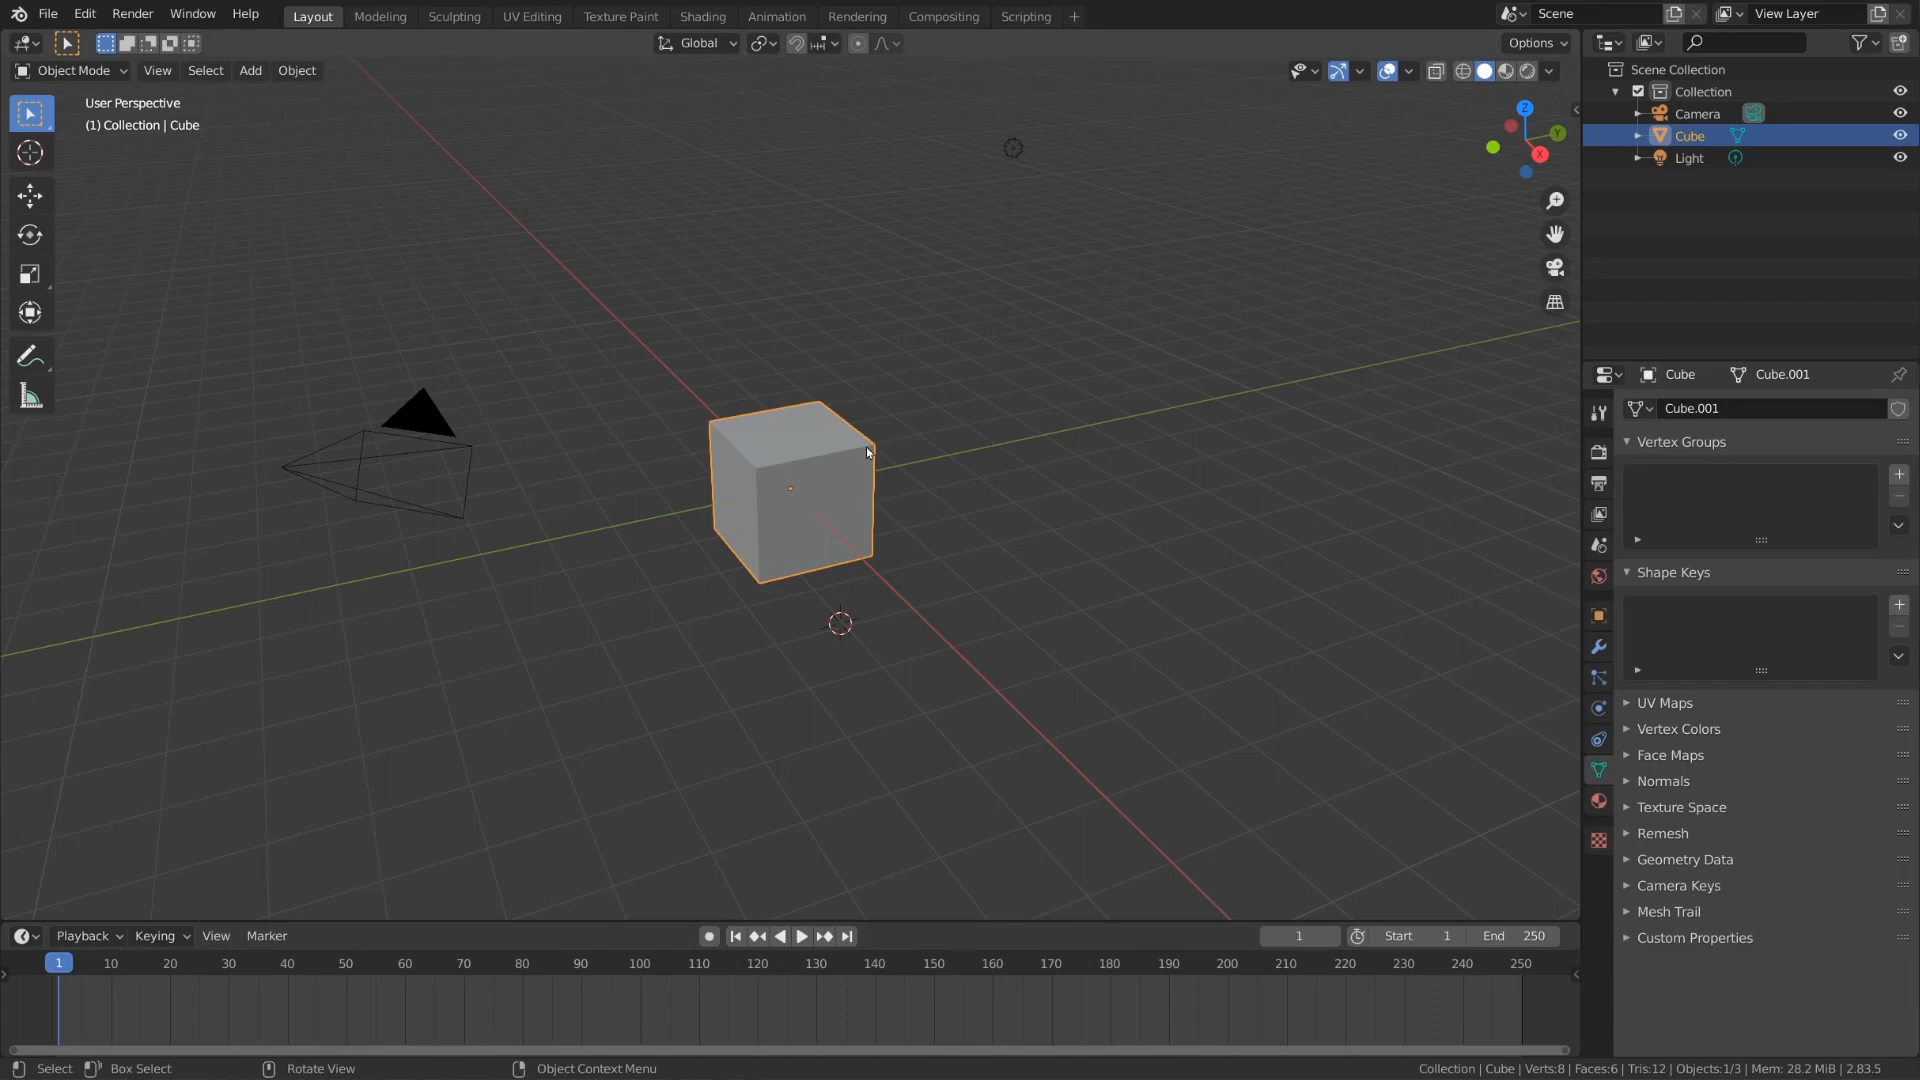 File Edit Render Window Help Layout Modeling Sculpting UV Editing Texture Paint Shading Animation Rendering Compositing Scripting + Scene View Layer
Global Options
Object Mode View Select Add Object
User Perspective
(1) Collection | Cube
Z
Y
X
Scene Collection
Collection
Camera
Cube
Light
Cube Cube.001
Cube.001
Vertex Groups
Shape Keys
UV Maps
Vertex Colors
Face Maps
Normals
Texture Space
Remesh
Geometry Data
Camera Keys
Mesh Trail
Custom Properties
Playback Keying View Marker 1 Start 1 End 250
1 10 20 30 40 50 60 70 80 90 100 110 120 130 140 150 160 170 180 190 200 210 220 230 240 250
Select Box Select Rotate View Object Context Menu Collection | Cube | Verts:8 | Faces:6 | Tris:12 | Objects:1/3 | Mem: 28.2 MiB | 2.83.5